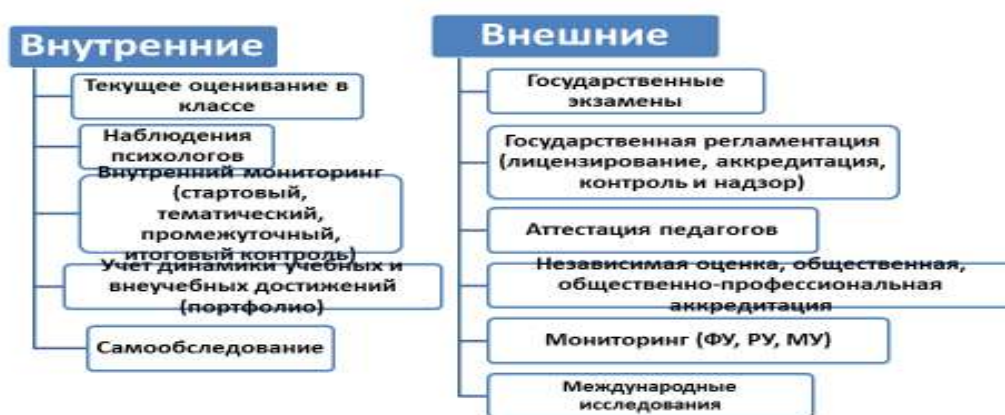 Внутренние
Текущее оценивание в
классе
Наблюдения
психологов
Внутренний мониторинг
(стартовый,
тематический,
промежуточный,
итоговый контроль)
Учет динамики учебных и
внеучебных достижений
(портфолио)
Самообследование
Внешние
Государственные
экзамены
Государственная регламентация
(лицензирование, аккредитация,
контроль и надзор)
Аттестация педагогов
Независимая оценка, общественная,
общественно-профессиональная
аккредитация
Мониторинг (ФУ, РУ, МУ)
Международные
исследования